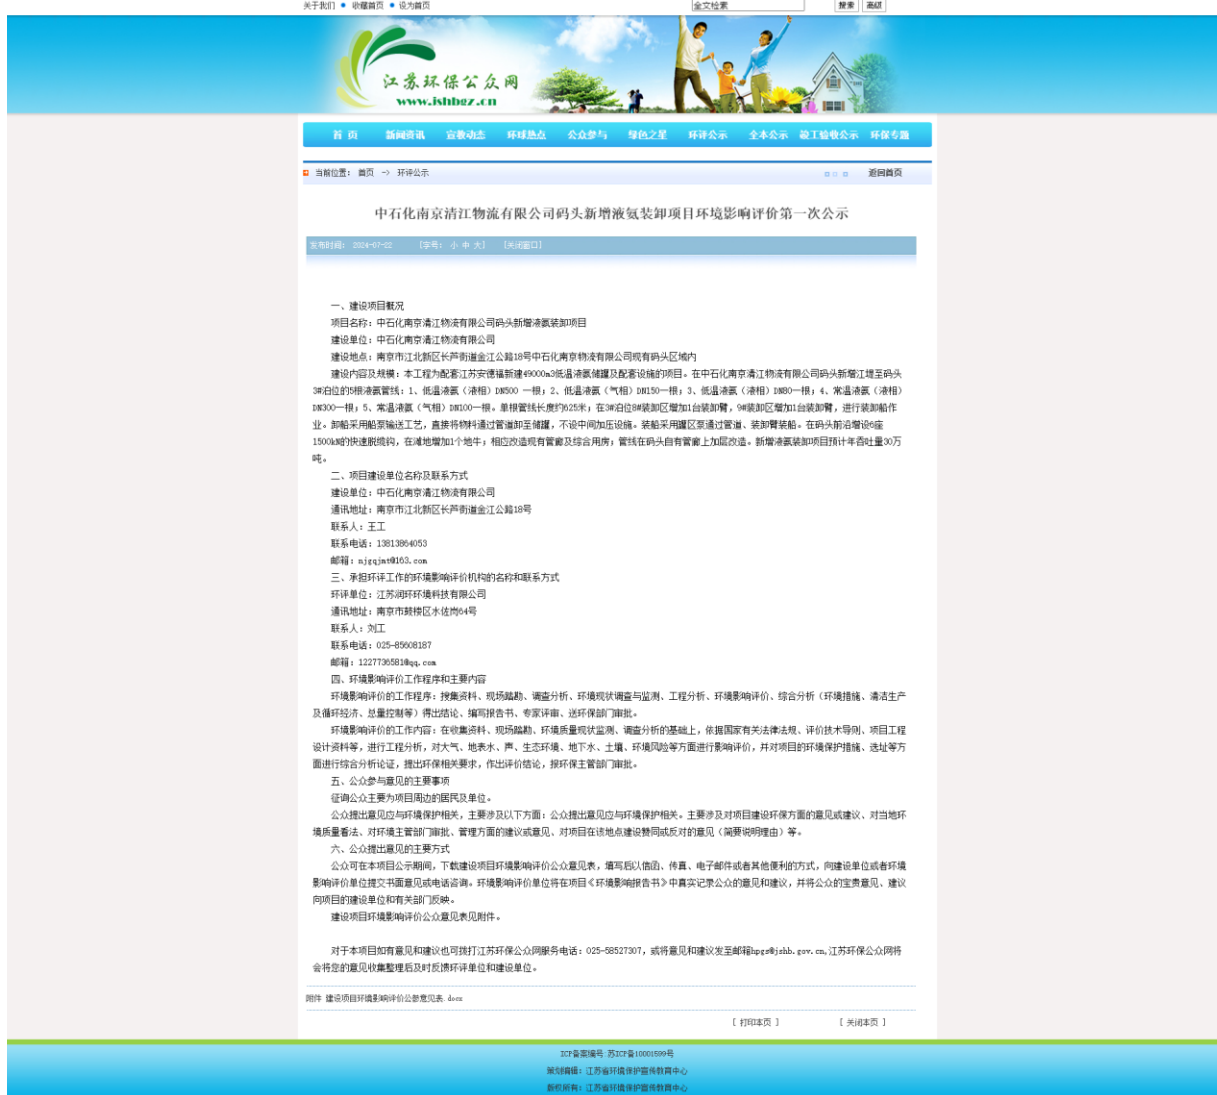 关于我们 收藏首页 设为首页 全文检索 搜索 高级
江苏环保公众网
www.jshbgz.cn
首 页 新闻资讯 宣教动态 环球热点 公众参与 绿色之星 环评公示 全本公示 竣工验收公示 环保专题
当前位置: 首页 -> 环评公示 返回首页
中石化南京清江物流有限公司码头新增液氨装卸项目环境影响评价第一次公示
发布时间: 2024-07-22 [字号: 小 中 大] [关闭窗口]
一、建设项目概况
项目名称：中石化南京清江物流有限公司码头新增液氨装卸项目
建设单位：中石化南京清江物流有限公司
建设地点：南京市江北新区长芦街道金江公路18号中石化南京物流有限公司现有码头区域内
建设内容及规模：本工程为配套江苏安德福新建49000m3低温液氨储罐及配套设施的项目。在中石化南京清江物流有限公司码头新增江堤至码头
3#泊位的5根液氨管线：1、低温液氨（液相）DN500 一根；2、低温液氨（气相）DN150一根；3、低温液氨（液相）DN80一根；4、常温液氨（液相）
DN300一根；5、常温液氨（气相）DN100一根。单根管线长度约625米；在3#泊位8#装卸区增加1台装卸臂，9#装卸区增加1台装卸臂，进行装卸船作
业。卸船采用船泵输送工艺，直接将物料通过管道卸至储罐，不设中间加压设施。装船采用罐区泵通过管道、装卸臂装船。在码头前沿增设6座
1500kN的快速脱缆钩，在滩地增加1个地牛；相应改造现有管廊及综合用房；管线在码头自有管廊上加层改造。新增液氨装卸项目预计年吞吐量30万
吨。
二、项目建设单位名称及联系方式
建设单位：中石化南京清江物流有限公司
通讯地址：南京市江北新区长芦街道金江公路18号
联系人：王工
联系电话：13813864053
邮箱：njgqjmt@163.com
三、承担环评工作的环境影响评价机构的名称和联系方式
环评单位：江苏润环环境科技有限公司
通讯地址：南京市鼓楼区水佐岗64号
联系人：刘工
联系电话：025-85608187
邮箱：1227736581@qq.com
四、环境影响评价工作程序和主要内容
环境影响评价的工作程序：搜集资料、现场踏勘、调查分析、环境现状调查与监测、工程分析、环境影响评价、综合分析（环境措施、清洁生产
及循环经济、总量控制等）得出结论、编写报告书、专家评审、送环保部门审批。
环境影响评价的工作内容：在收集资料、现场踏勘、环境质量现状监测、调查分析的基础上，依据国家有关法律法规、评价技术导则、项目工程
设计资料等，进行工程分析，对大气、地表水、声、生态环境、地下水、土壤、环境风险等方面进行影响评价，并对项目的环境保护措施、选址等方
面进行综合分析论证，提出环保相关要求，作出评价结论，报环保主管部门审批。
五、公众参与意见的主要事项
征询公众主要为项目周边的居民及单位。
公众提出意见应与环境保护相关，主要涉及以下方面：公众提出意见应与环境保护相关。主要涉及对项目建设环保方面的意见或建议、对当地环
境质量看法、对环境主管部门审批、管理方面的建议或意见、对项目在该地点建设赞同或反对的意见（简要说明理由）等。
六、公众提出意见的主要方式
公众可在本项目公示期间，下载建设项目环境影响评价公众意见表，填写后以信函、传真、电子邮件或者其他便利的方式，向建设单位或者环境
影响评价单位提交书面意见或电话咨询。环境影响评价单位将在项目《环境影响报告书》中真实记录公众的意见和建议，并将公众的宝贵意见、建议
向项目的建设单位和有关部门反映。
建设项目环境影响评价公众意见表见附件。
对于本项目如有意见和建议也可拨打江苏环保公众网服务电话：025-58527307，或将意见和建议发至邮箱hpgs@jshb.gov.cn,江苏环保公众网将
会将您的意见收集整理后及时反馈环评单位和建设单位。
附件 建设项目环境影响评价公参意见表.docx
[ 打印本页 ] [ 关闭本页 ]
ICP备案编号 苏ICP备10001599号
策划编辑: 江苏省环境保护宣传教育中心
版权所有: 江苏省环境保护宣传教育中心